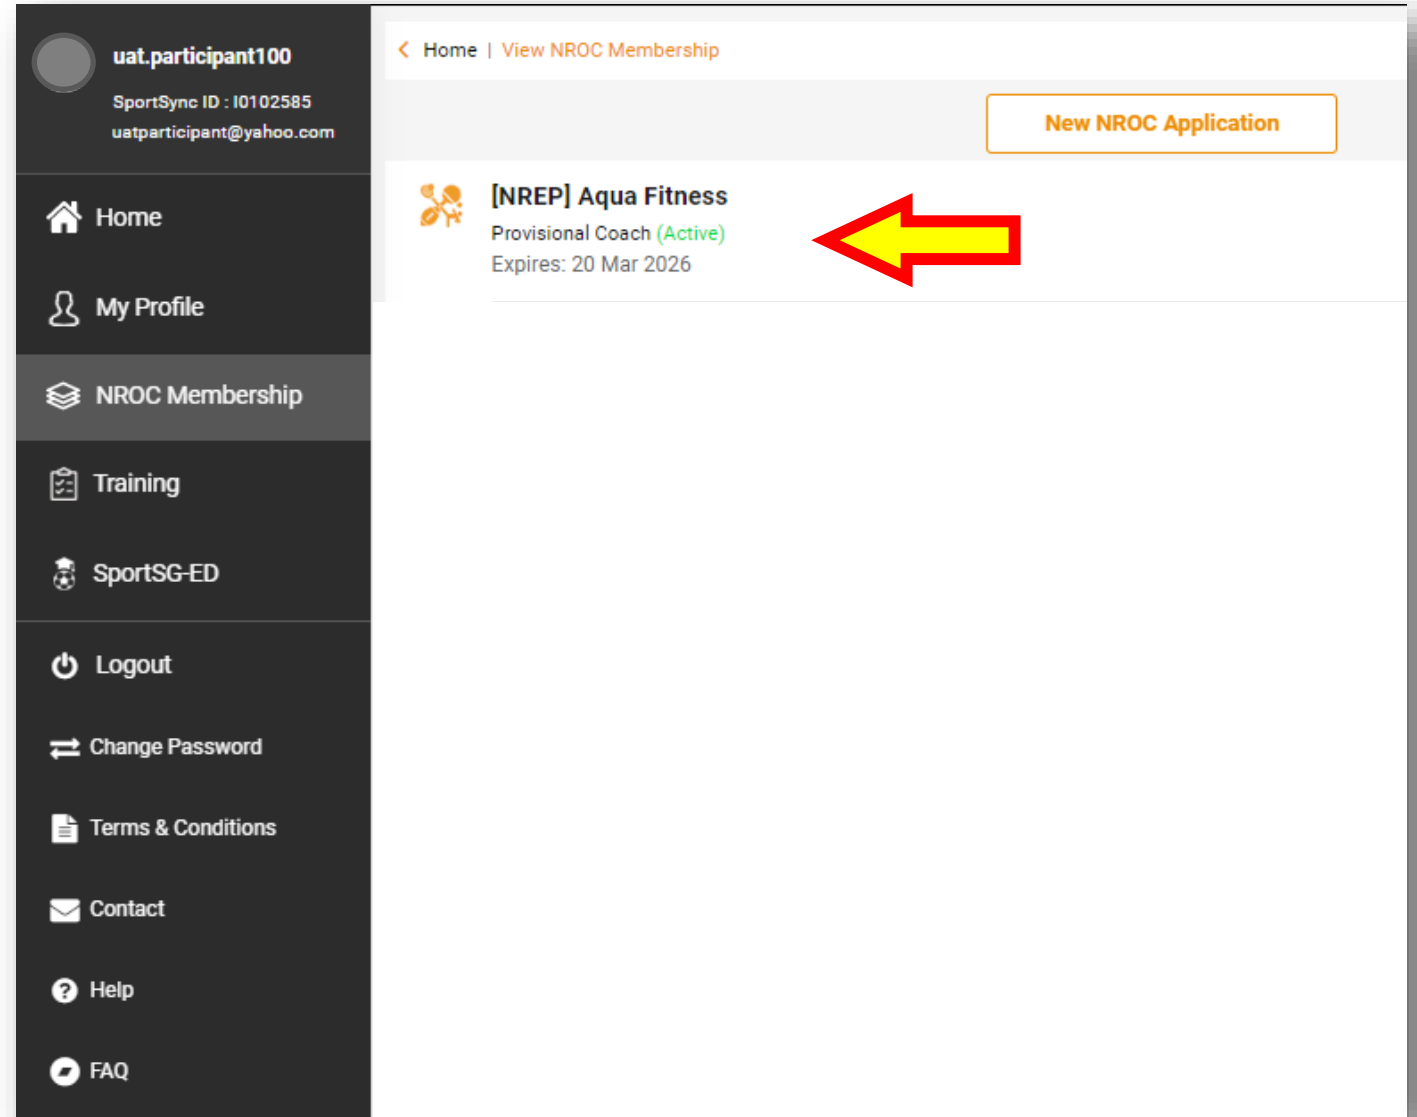 uat.participant100
SportSync ID : I0102585
uatparticipant@yahoo.com
Home
My Profile
NROC Membership
Training
SportSG-ED
Logout
Change Password
Terms & Conditions
Contact
Help
FAQ
Home | View NROC Membership
New NROC Application
[NREP] Aqua Fitness
Provisional Coach (Active)
Expires: 20 Mar 2026